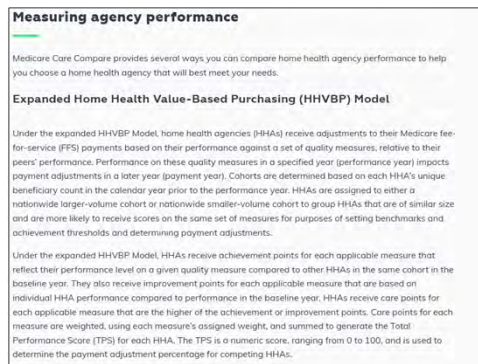 Measuring agency performance
Medicare Care Compare provides several ways you can compare home health agency performance to help
you choose a home health agency that will best meet your needs.
Expanded Home Health Value-Based Purchasing (HHVBP) Model
Under the expanded HHVBP Model, home health agencies (HHAs) receive adjustments to their Medicare fee-
for-service (FFS) payments based on their performance against a set of quality measures, relative to their
peers' performance. Performance on these quality measures in a specified year (performance year) impacts
payment adjustments in a later year (payment year). Cohorts are determined based on each HHA's unique
beneficiary count in the calendar year prior to the performance year. HHAs are assigned to either a
nationwide larger-volume cohort or nationwide smaller-volume cohort to group HHAs that are of similar size
and are more likely to receive scores on the same set of measures for purposes of setting benchmarks and
achievement thresholds and determining payment adjustments.
Under the expanded HHVBP Model, HHAs receive achievement points for each applicable measure that
reflect their performance level on a given quality measure compared to other HHAs in the same cohort in the
baseline year. They also receive improvement points for each applicable measure that are based on
individual HHA performance compared to performance in the baseline year. HHAs receive care points for
each applicable measure that are the higher of the achievement or improvement points. Care points for each
measure are weighted, using each measure's assigned weight, and summed to generate the Total
Performance Score (TPS) for each HHA. The TPS is a numeric score, ranging from 0 to 100, and is used to
determine the payment adjustment percentage for competing HHAs.